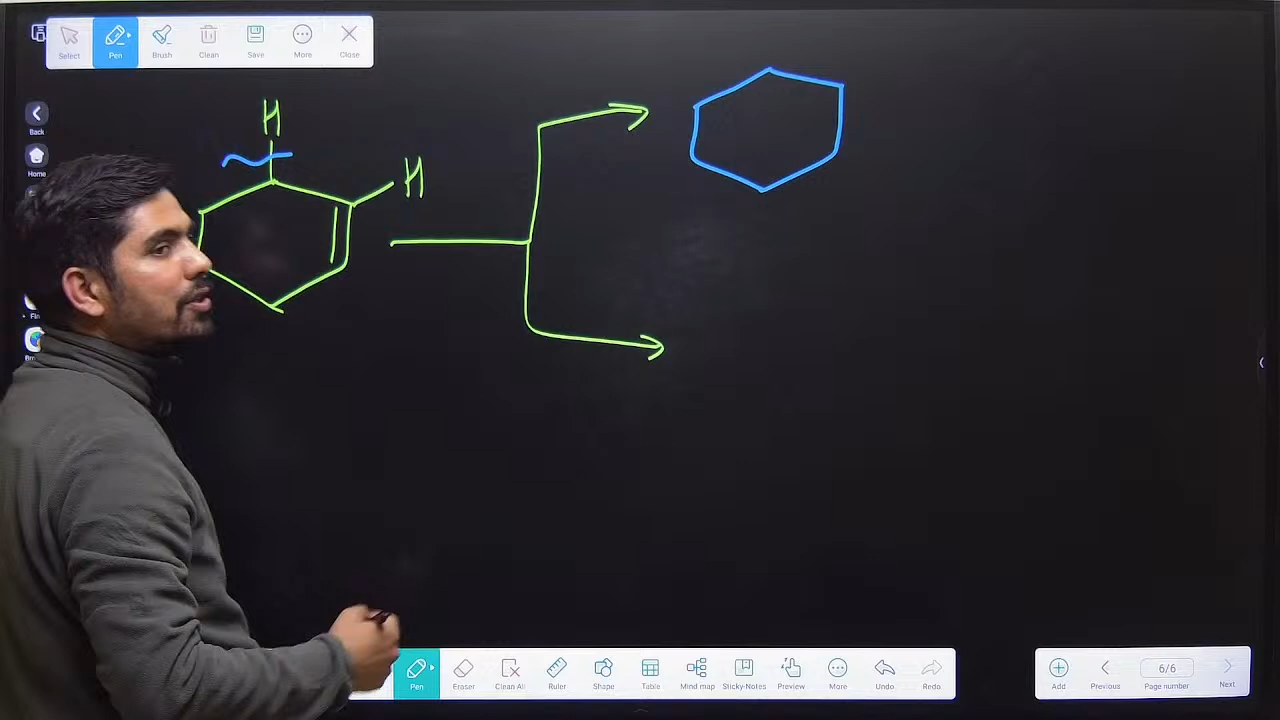 Select Pen Brush Clean Save More Close
H
H
Back
Home
Pen Eraser Clean All Ruler Shape Table Mind map Sticky-Notes Preview More Undo Redo
Add Previous 6/6 Page number Next